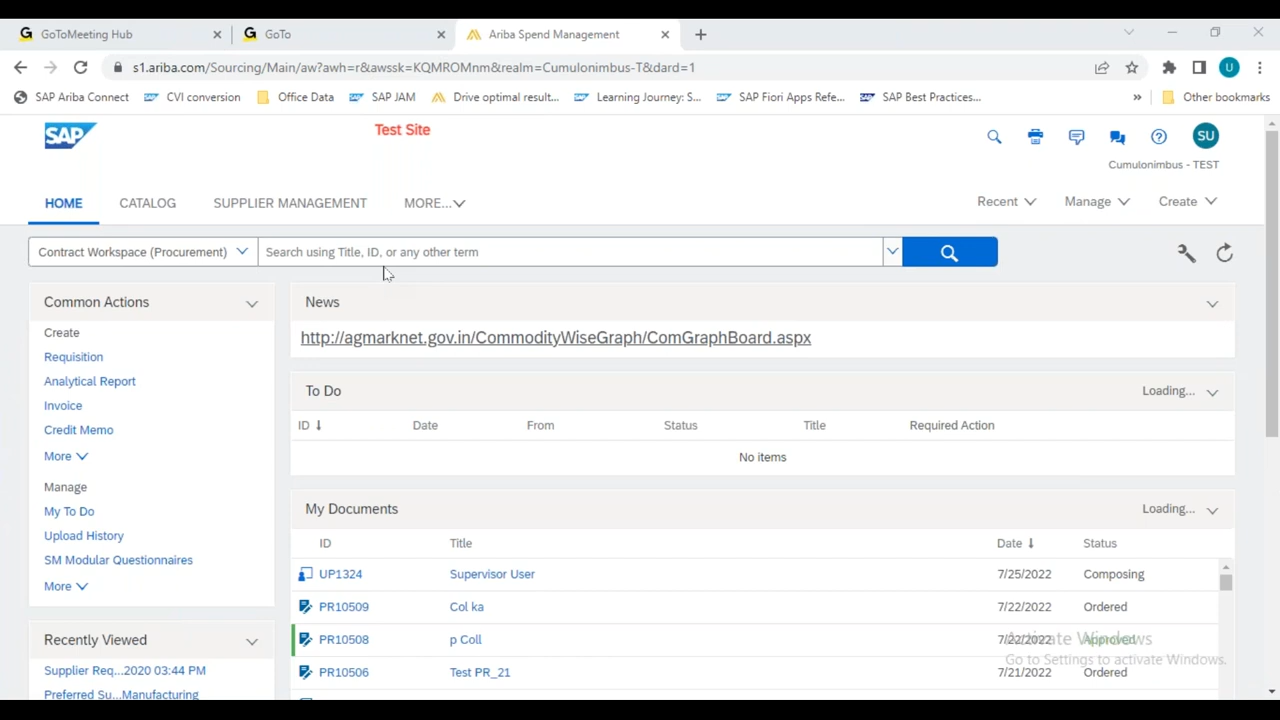 GoToMeeting Hub
GoTo
Ariba Spend Management
s1.ariba.com/Sourcing/Main/aw?awh=r&awssk=KQMROMnm&realm=Cumulonimbus-T&dard=1
U
SAP Ariba Connect
CVI conversion
Office Data
SAP JAM
Drive optimal result...
Learning Journey: S...
SAP Fiori Apps Refe...
SAP Best Practices...
»
Other bookmarks
SAP
Test Site
SU
Cumulonimbus - TEST
HOME
CATALOG
SUPPLIER MANAGEMENT
MORE...
Recent
Manage
Create
Contract Workspace (Procurement)
Search using Title, ID, or any other term
Common Actions
Create
Requisition
Analytical Report
Invoice
Credit Memo
More
Manage
My To Do
Upload History
SM Modular Questionnaires
More
Recently Viewed
Supplier Req...2020 03:44 PM
Preferred Su...Manufacturing
News
http://agmarknet.gov.in/CommodityWiseGraph/ComGraphBoard.aspx
To Do
Loading...
ID ↓ Date From Status Title Required Action
No items
My Documents
Loading...
ID Title Date ↓ Status
UP1324 Supervisor User 7/25/2022 Composing
PR10509 Col ka 7/22/2022 Ordered
PR10508 p Coll 7/22/2022 Approved
PR10506 Test PR_21 7/21/2022 Ordered
Activate Windows
Go to Settings to activate Windows.